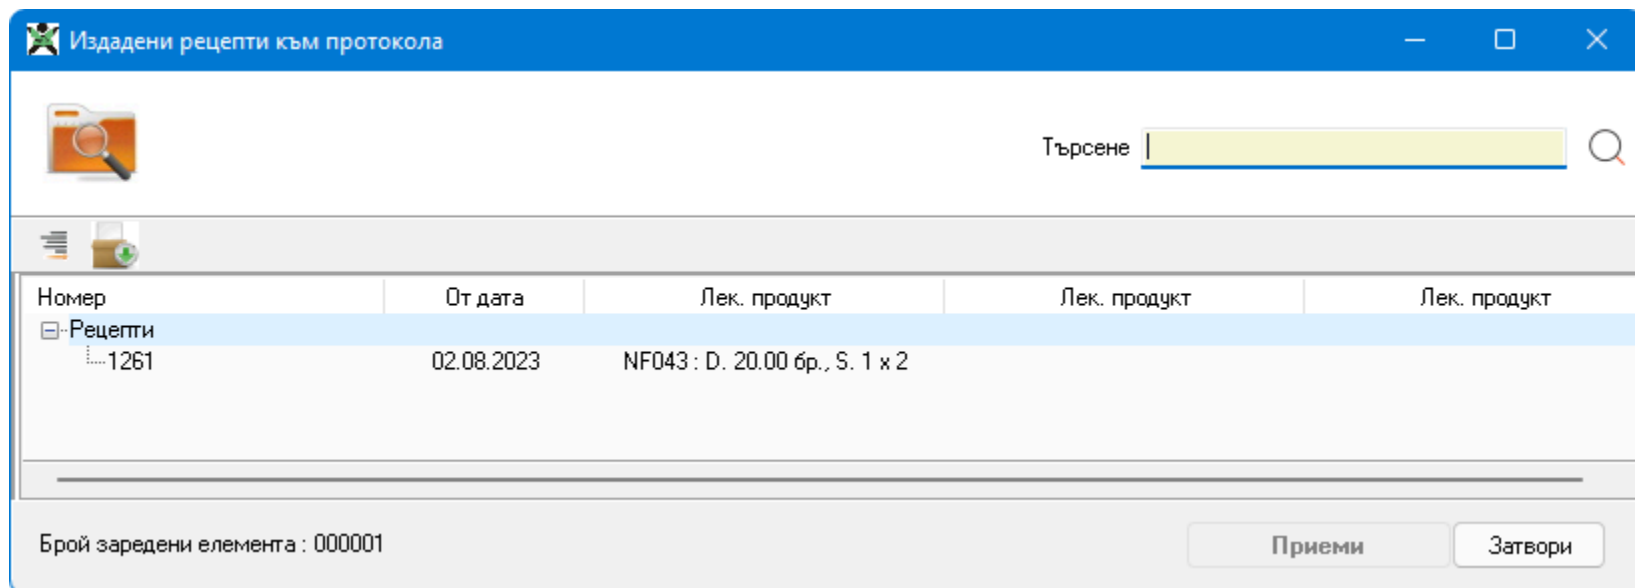 Издадени рецепти към протокола
Търсене
Номер От дата Лек. продукт Лек. продукт Лек. продукт
Рецепти
1261 02.08.2023 NF043 : D. 20.00 бр., S. 1 x 2
Брой заредени елемента : 000001 Приеми Затвори